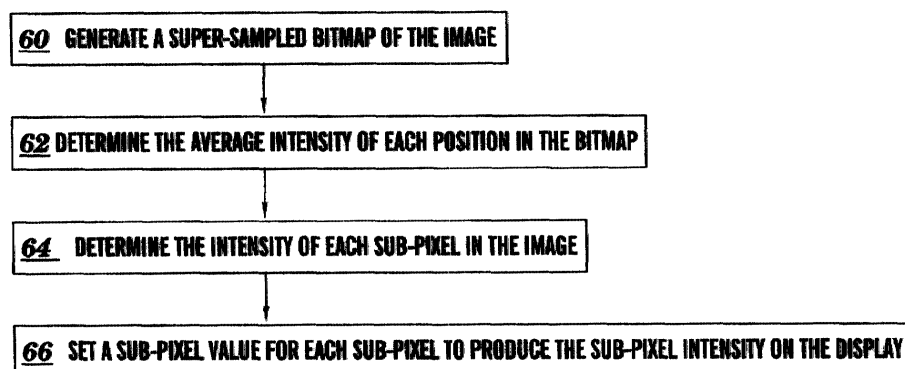 60 GENERATE A SUPER-SAMPLED BITMAP OF THE IMAGE
62 DETERMINE THE AVERAGE INTENSITY OF EACH POSITION IN THE BITMAP
64 DETERMINE THE INTENSITY OF EACH SUB-PIXEL IN THE IMAGE
66 SET A SUB-PIXEL VALUE FOR EACH SUB-PIXEL TO PRODUCE THE SUB-PIXEL INTENSITY ON THE DISPLAY